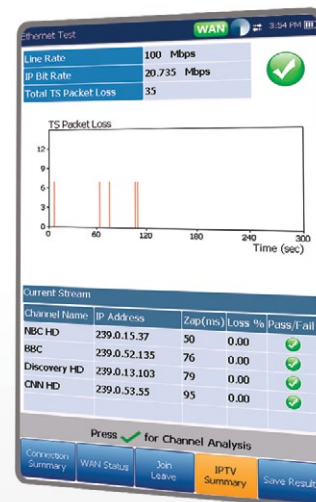 Ethernet Test WAN 3:54 PM
Line Rate 100 Mbps
IP Bit Rate 20.735 Mbps
Total TS Packet Loss 35
TS Packet Loss
12
9
6
3
0
0 60 120 180 240 300
Time (sec)
Current Stream
Channel Name IP Address Zap(ms) Loss % Pass/Fail
NBC HD 239.0.15.37 50 0.00
BBC 239.0.52.135 76 0.00
Discovery HD 239.0.13.103 79 0.00
CNN HD 239.0.53.55 95 0.00
Press for Channel Analysis
Connection Summary
WAN Status
Join Leave
IPTV Summary
Save Result